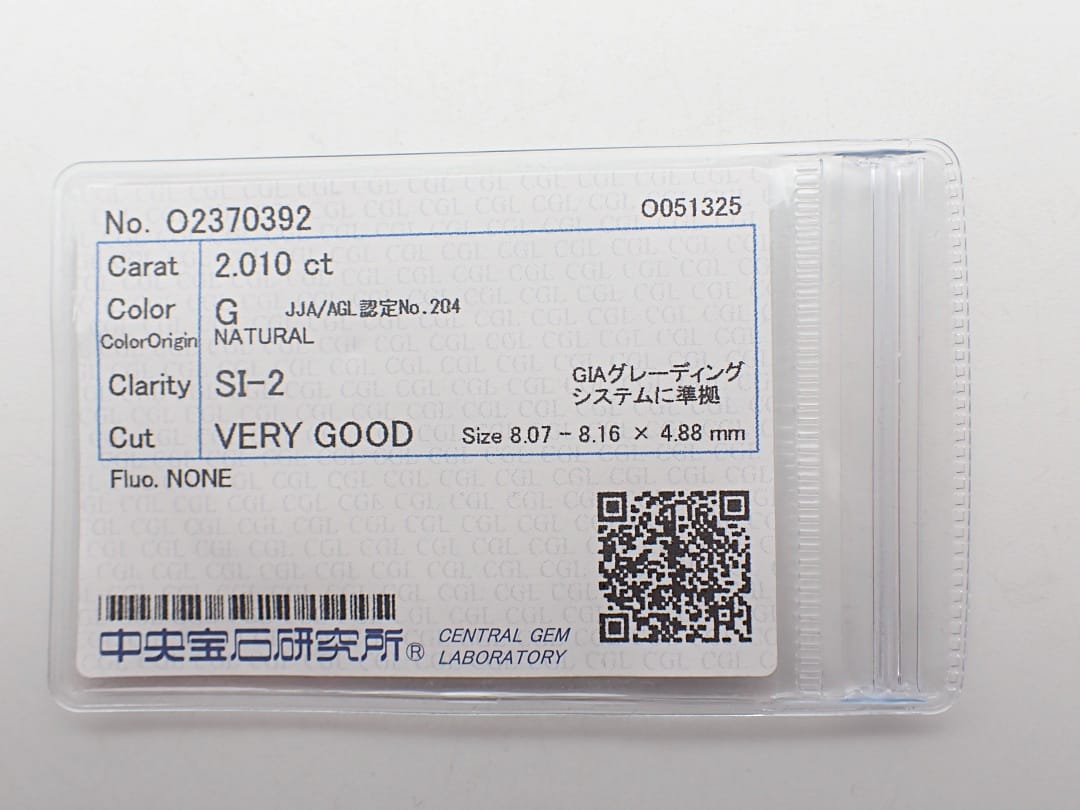 No. O2370392
O051325
Carat 2.010 ct
Color G JJA/AGL認定No.204
ColorOrigin NATURAL
Clarity SI-2
GIAグレーディング
システムに準拠
Cut VERY GOOD Size 8.07 - 8.16 × 4.88 mm
Fluo. NONE
中央宝石研究所® CENTRAL GEM
LABORATORY